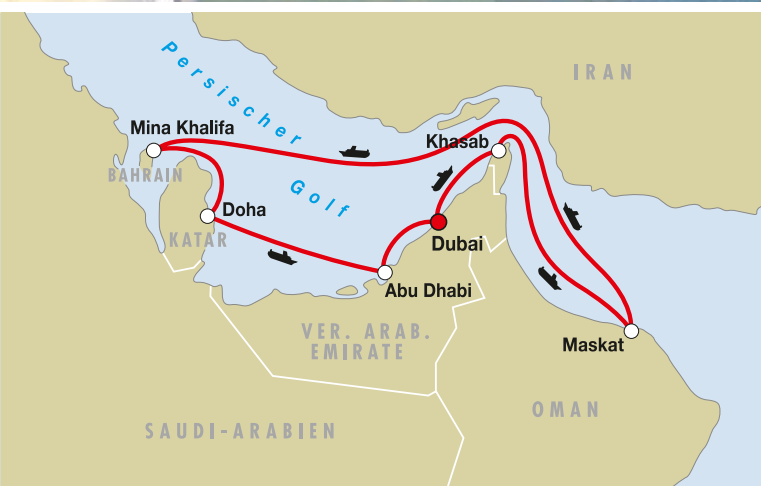 IRAN
Persischer
Golf
Mina Khalifa
Khasab
BAHRAIN
Doha
KATAR
Dubai
Abu Dhabi
VER. ARAB.
EMIRATE
Maskat
OMAN
SAUDI-ARABIEN